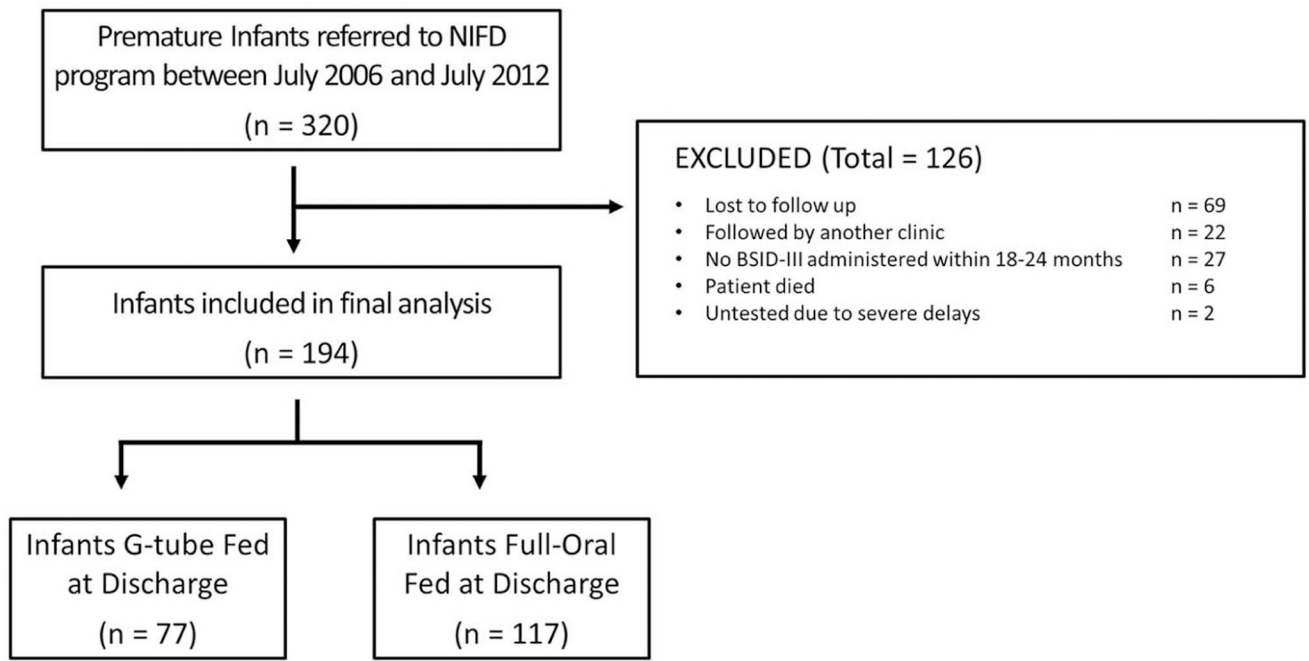 Premature Infants referred to NIFD
program between July 2006 and July 2012
(n = 320)
EXCLUDED (Total = 126)
• Lost to follow up n = 69
• Followed by another clinic n = 22
• No BSID-III administered within 18-24 months n = 27
• Patient died n = 6
• Untested due to severe delays n = 2
Infants included in final analysis
(n = 194)
Infants G-tube Fed
at Discharge
(n = 77)
Infants Full-Oral
Fed at Discharge
(n = 117)